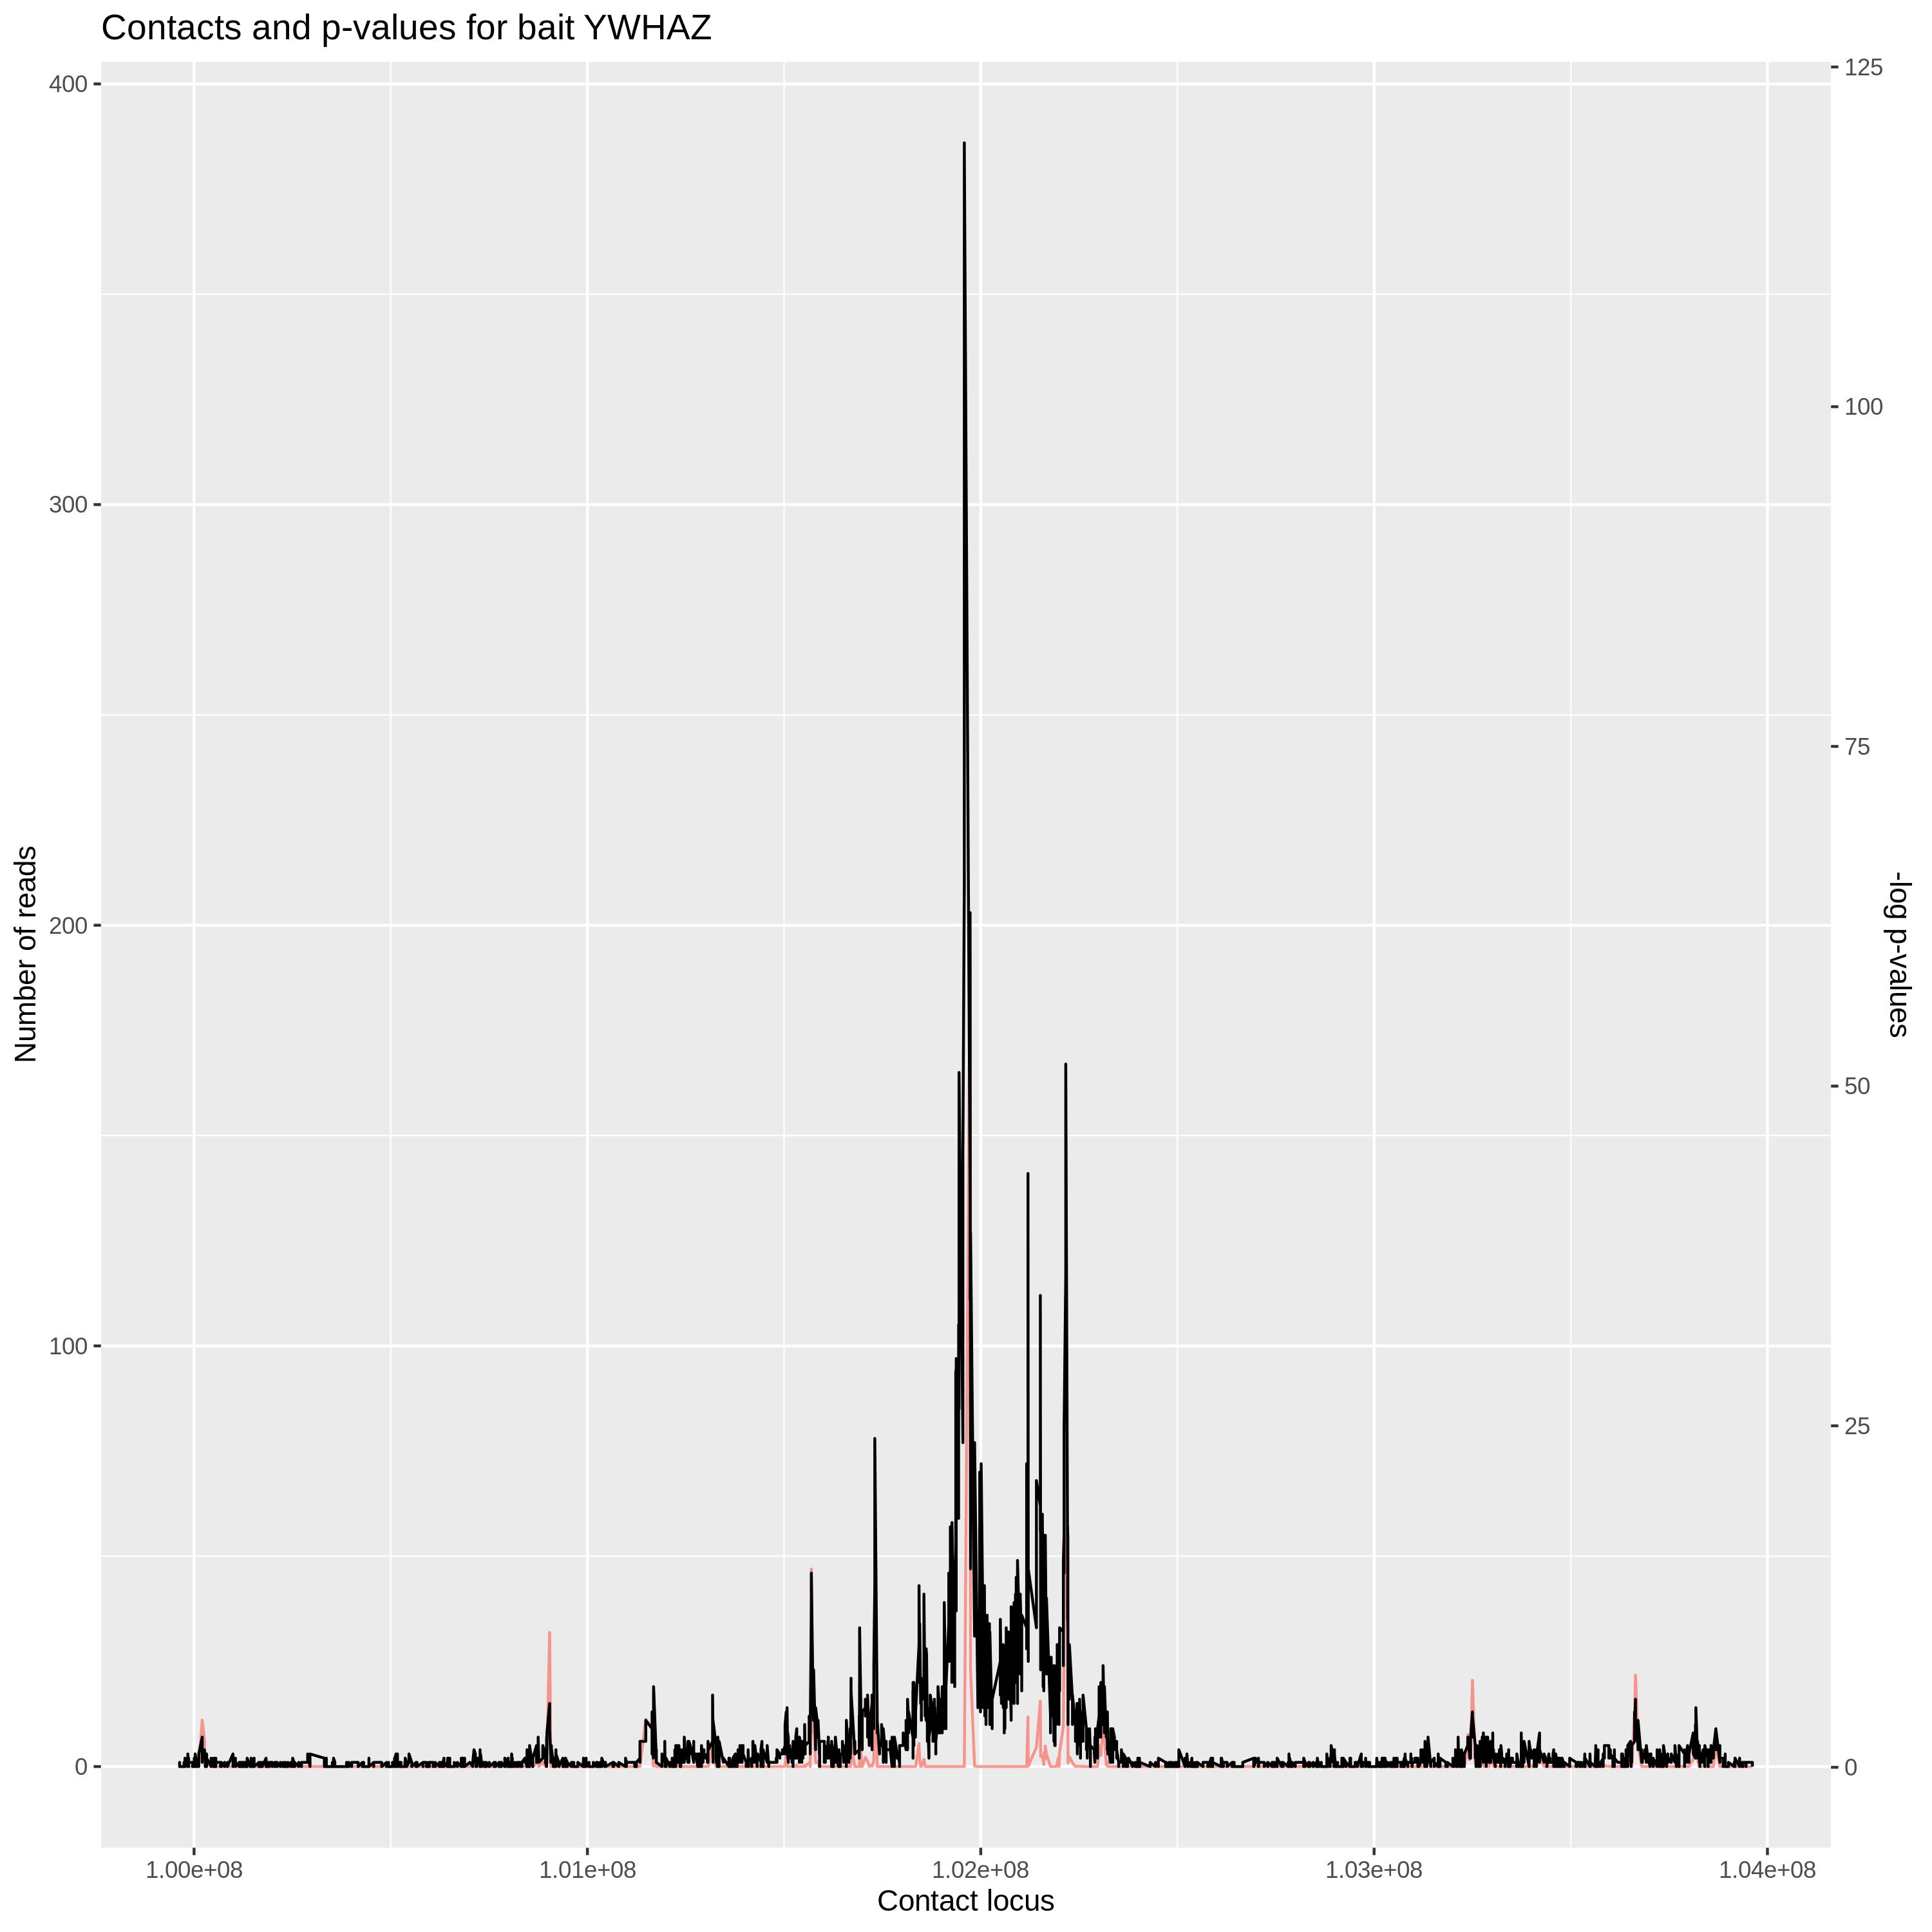 Contacts and p-values for bait YWHAZ
400
300
200
100
0
Number of reads
125
100
75
50
25
0
-log p-values
1.00e+08 1.01e+08 1.02e+08 1.03e+08 1.04e+08
Contact locus